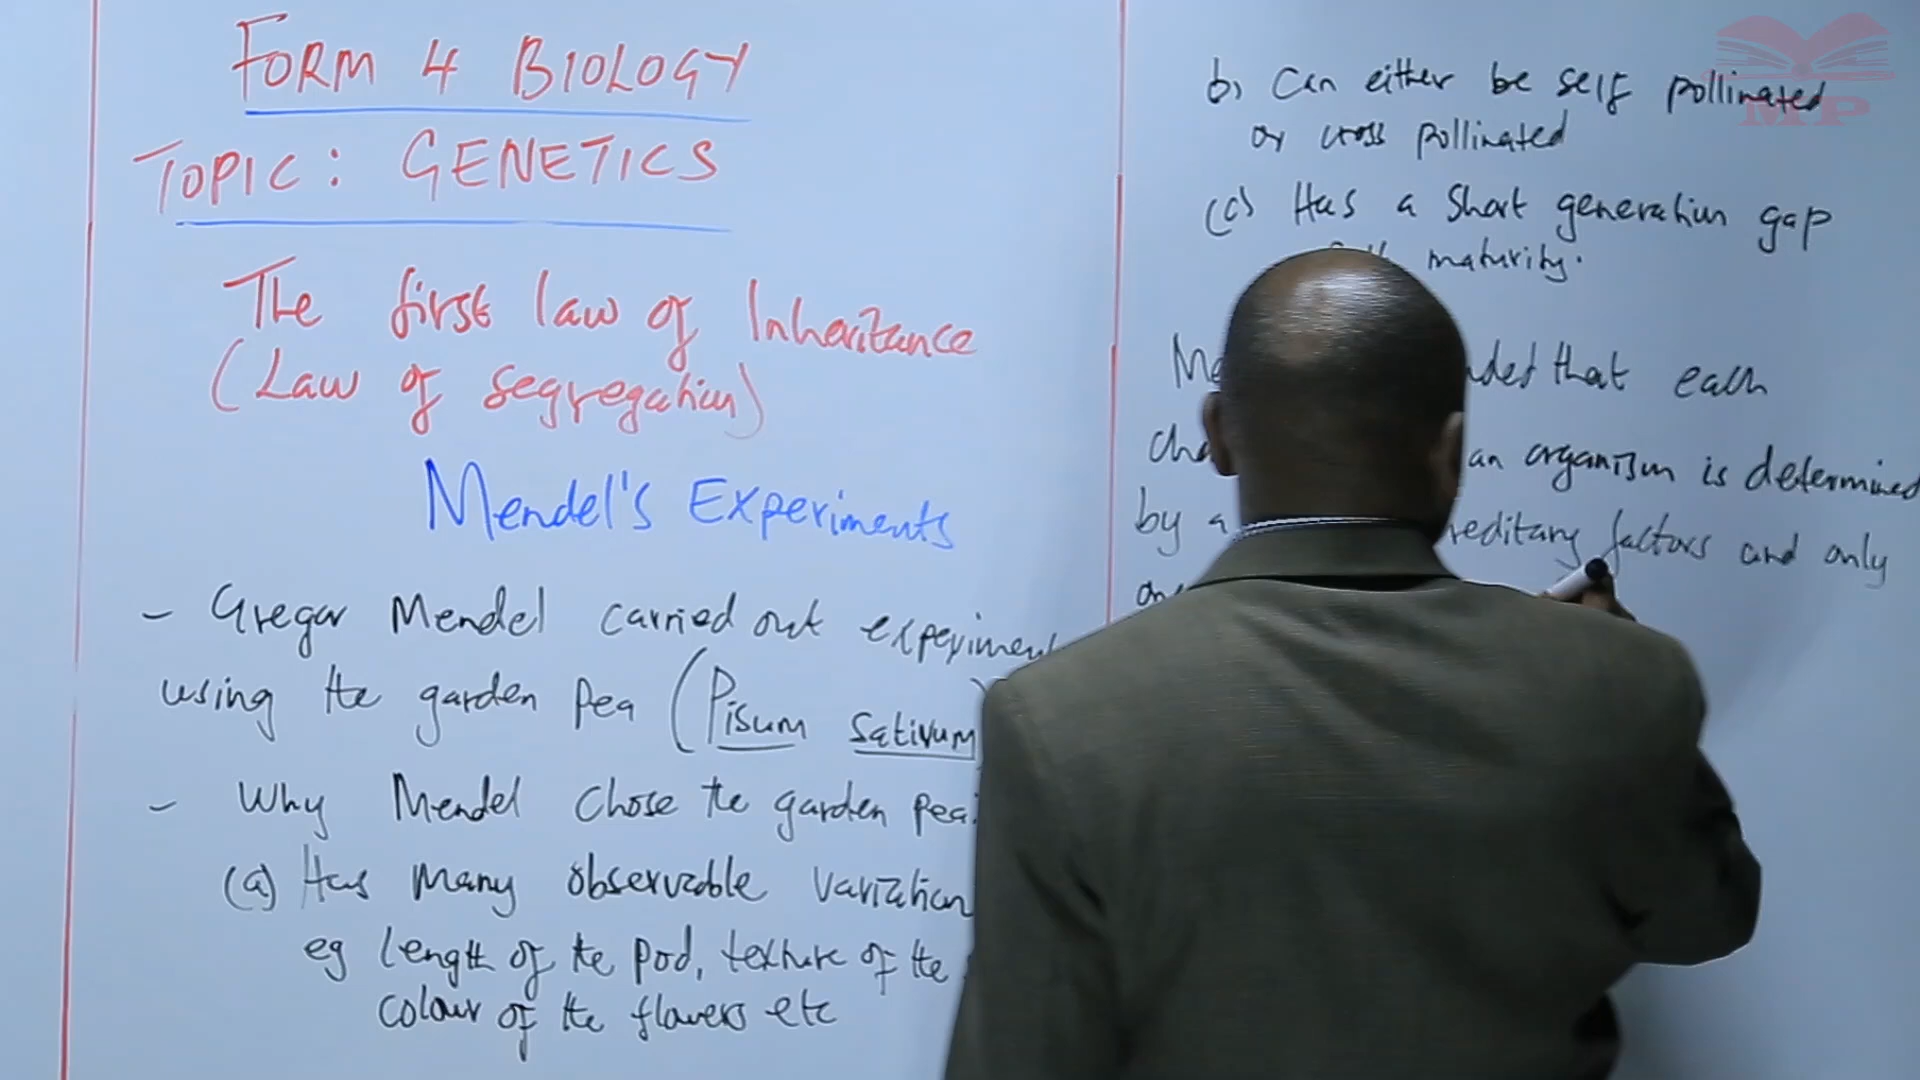 FORM 4 BIOLOGY
TOPIC: GENETICS
The first law of Inheritance
(Law of segregation)
Mendel's Experiments
- Gregor Mendel carried out experiment
using the garden pea (Pisum sativum
- Why Mendel chose the garden pea
(a) Has many observable variation
eg length of the pod, texture of the
colour of the flowers etc
b) Can either be self pollinated
or cross pollinated
(c) Has a short generation gap
maturity.
that each
an organism is determined
by a factors and only
MP